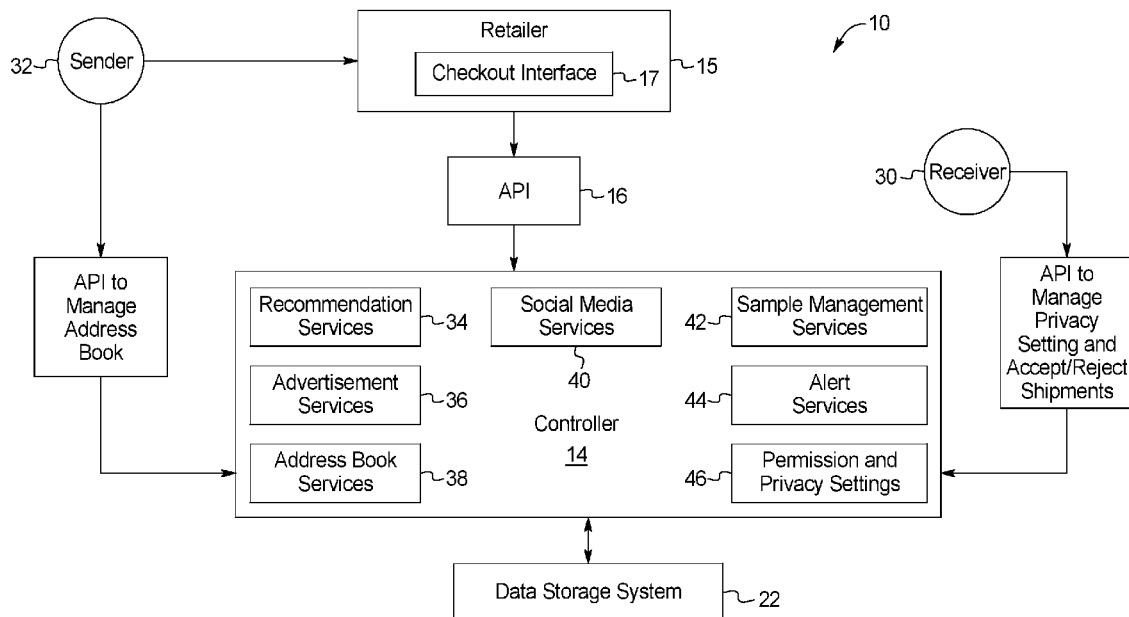 Retailer
10
32
Sender
Checkout Interface
17
15
API
16
30
Receiver
API to
Manage
Address
Book
API to
Manage
Privacy
Setting and
Accept/Reject
Shipments
Recommendation
Services
34
Social Media
Services
40
42
Sample Management
Services
Advertisement
Services
36
44
Alert
Services
Controller
14
Address Book
Services
38
46
Permission and
Privacy Settings
Data Storage System
22